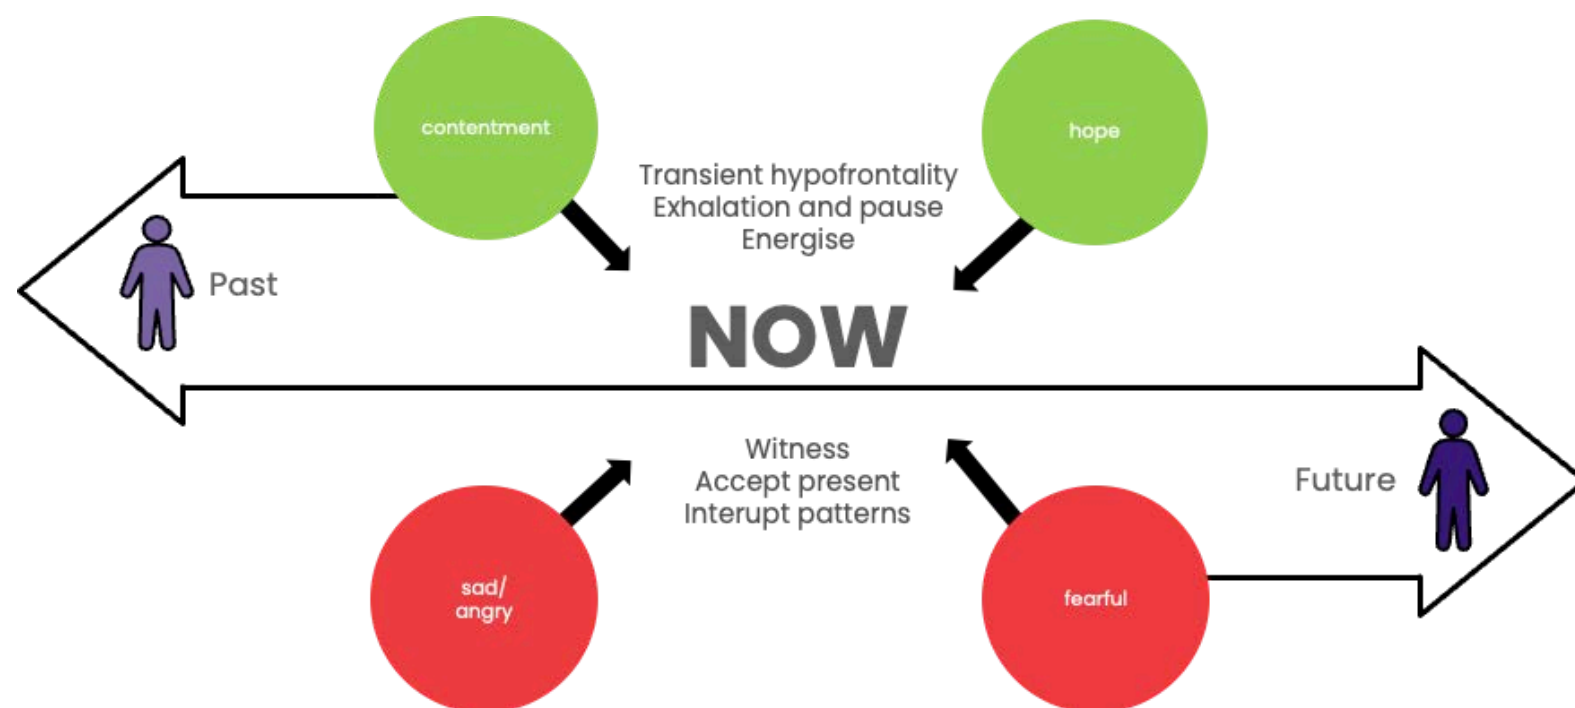 contentment
hope
Transient hypofrontality
Exhalation and pause
Energise
Past
NOW
Witness
Accept present
Interupt patterns
Future
sad/
angry
fearful